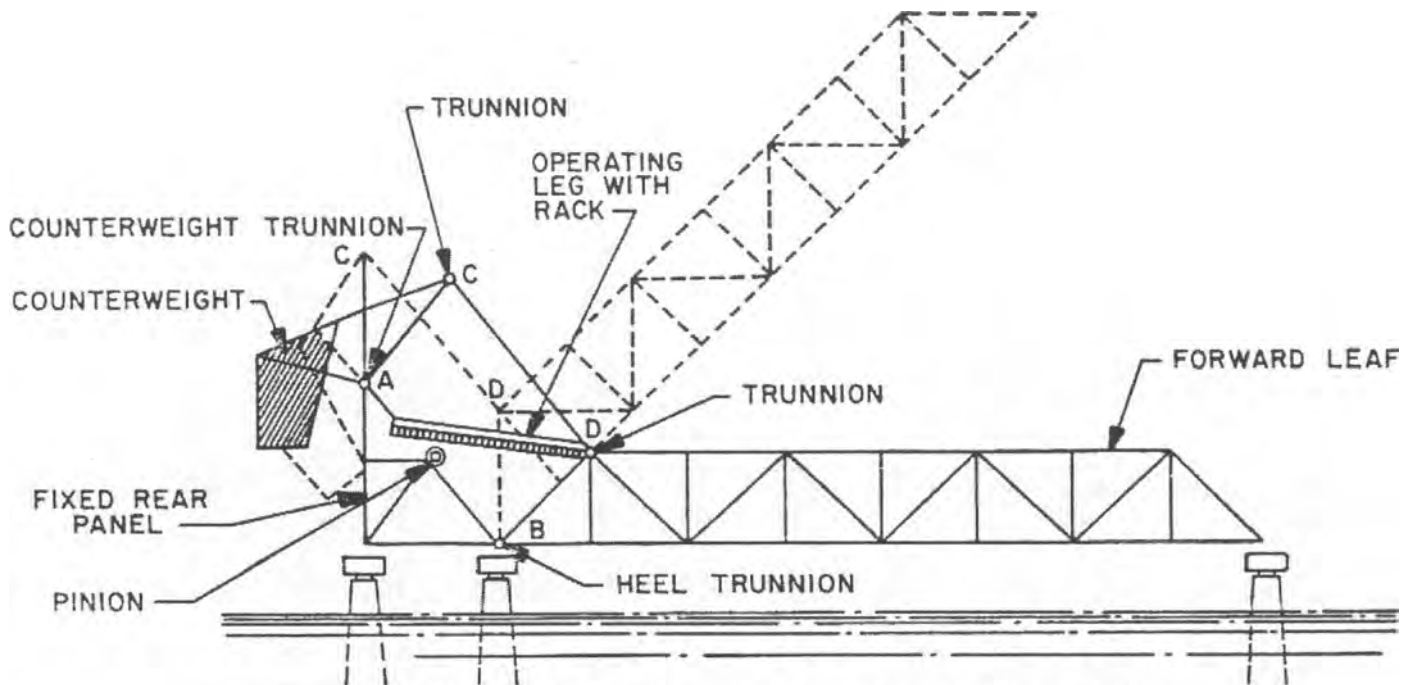 TRUNNION
OPERATING
LEG WITH
RACK
COUNTERWEIGHT TRUNNION
C
C
COUNTERWEIGHT
FORWARD LEAF
A
D
TRUNNION
D
FIXED REAR
PANEL
B
HEEL TRUNNION
PINION